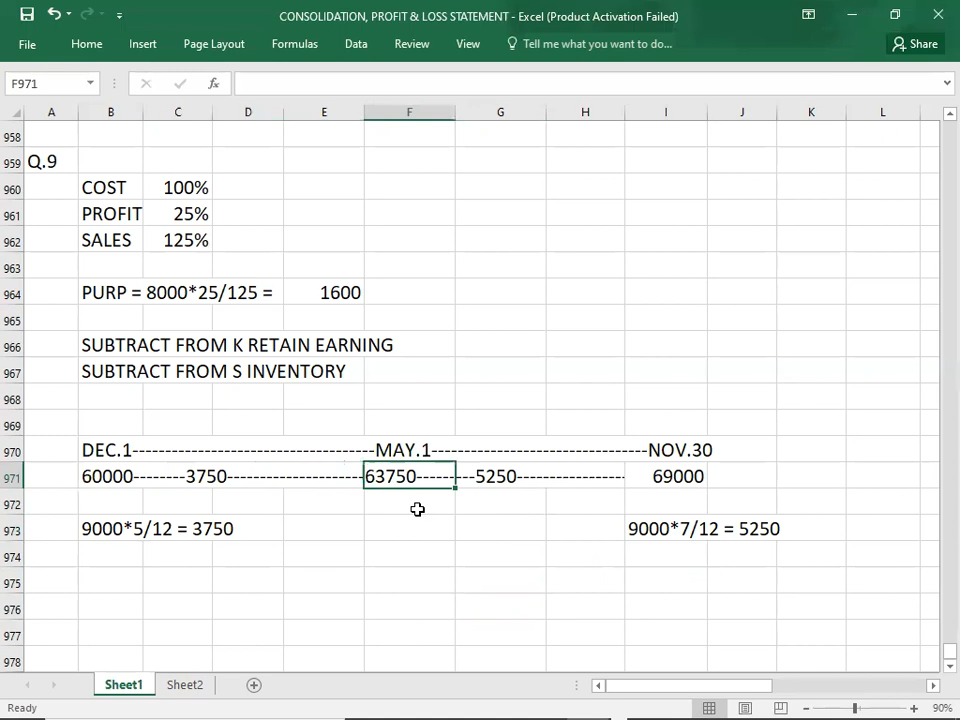 CONSOLIDATION, PROFIT & LOSS STATEMENT - Excel (Product Activation Failed)
File Home Insert Page Layout Formulas Data Review View Tell me what you want to do... Share
F971 fx
A B C D E F G H I J K L
958
959 Q.9
960 COST 100%
961 PROFIT 25%
962 SALES 125%
963
964 PURP = 8000*25/125 = 1600
965
966 SUBTRACT FROM K RETAIN EARNING
967 SUBTRACT FROM S INVENTORY
968
969
970 DEC.1------------------------------------MAY.1--------------------------------NOV.30
971 60000--------3750---------------------63750---------5250----------------- 69000
972
973 9000*5/12 = 3750 9000*7/12 = 5250
974
975
976
977
978
Sheet1 Sheet2
Ready 90%